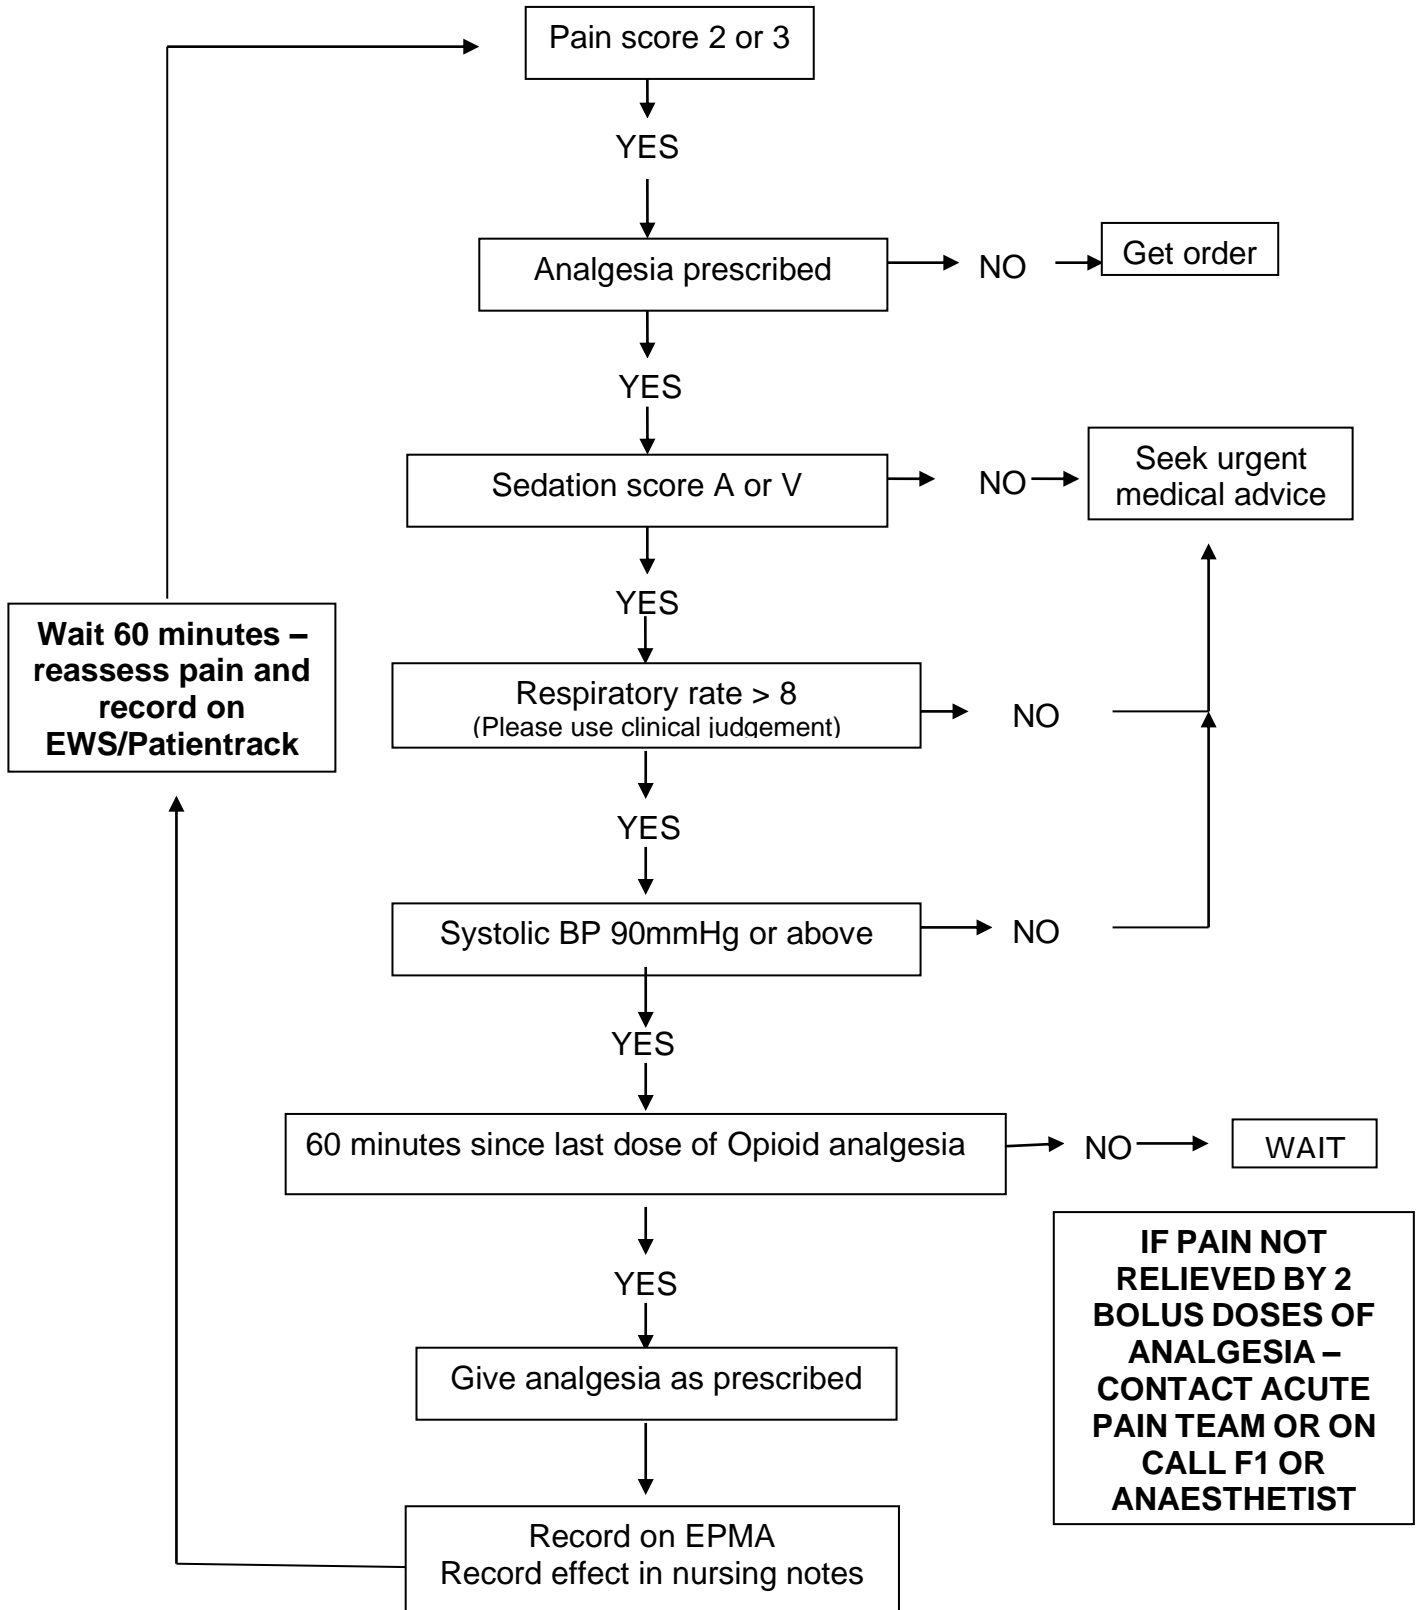 Pain score 2 or 3
YES
Analgesia prescribed
NO
Get order
YES
Sedation score A or V
NO
Seek urgent
medical advice
YES
Wait 60 minutes –
reassess pain and
record on
EWS/Patientrack
Respiratory rate > 8
(Please use clinical judgement)
NO
YES
Systolic BP 90mmHg or above
NO
YES
60 minutes since last dose of Opioid analgesia
NO
WAIT
YES
Give analgesia as prescribed
IF PAIN NOT
RELIEVED BY 2
BOLUS DOSES OF
ANALGESIA –
CONTACT ACUTE
PAIN TEAM OR ON
CALL F1 OR
ANAESTHETIST
Record on EPMA
Record effect in nursing notes